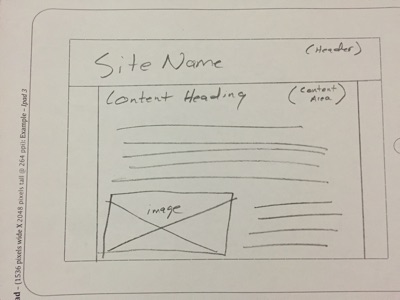 Site Name
(Header)
Content Heading
(Content
Area)
image
ad - (1536 pixels wide X 2048 pixels tall @ 264 ppi): Example - Ipad 3